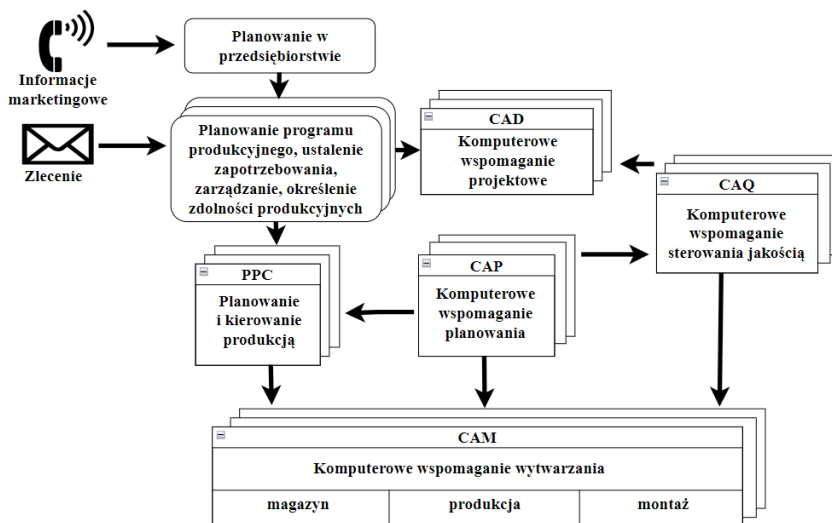 Planowanie w
przedsiębiorstwie
Informacje
marketingowe
Planowanie programu
produkcyjnego, ustalenie
zapotrzebowania,
zarządzanie, określenie
zdolności produkcyjnych
Zlecenie
CAD
Komputerowe
wspomaganie
projektowe
CAQ
Komputerowe
wspomaganie
sterowania jakością
PPC
Planowanie
i kierowanie
produkcją
CAP
Komputerowe
wspomaganie
planowania
CAM
Komputerowe wspomaganie wytwarzania
magazyn
produkcja
montaż